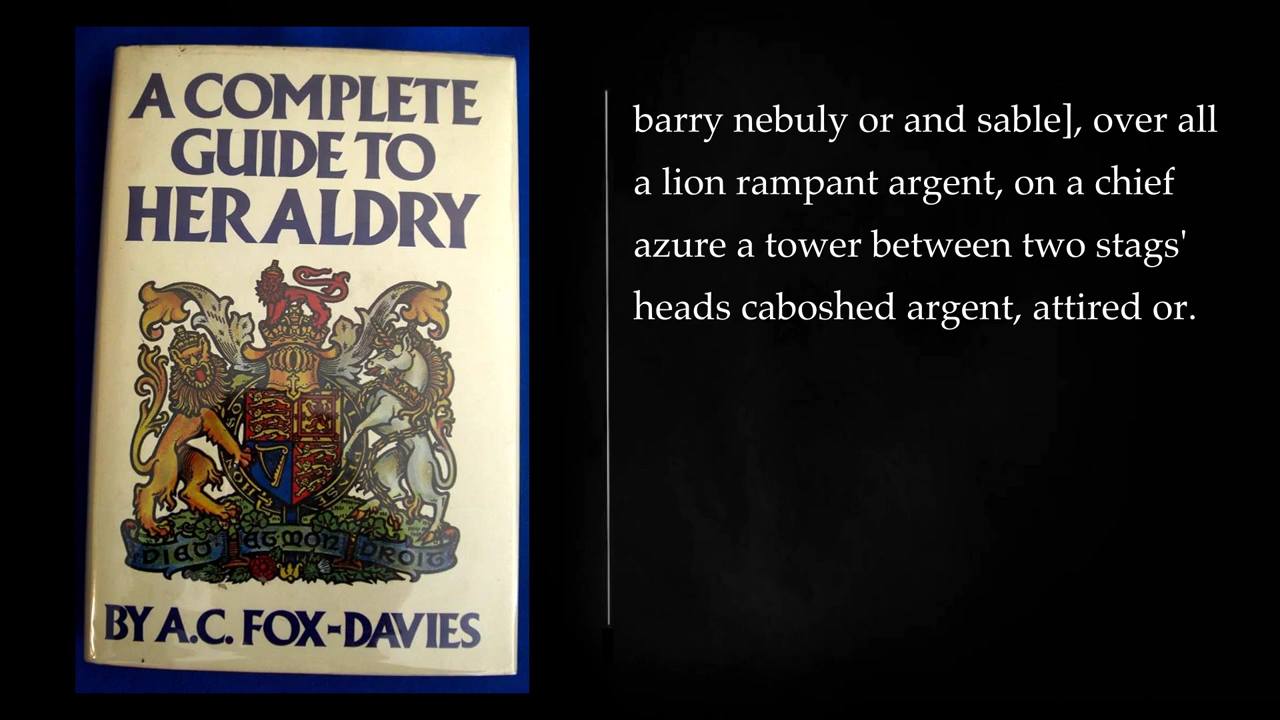 A COMPLETE
GUIDE TO
HERALDRY
DIEU ET MON DROIT
BY A.C. FOX-DAVIES
barry nebuly or and sable], over all
a lion rampant argent, on a chief
azure a tower between two stags'
heads caboshed argent, attired or.